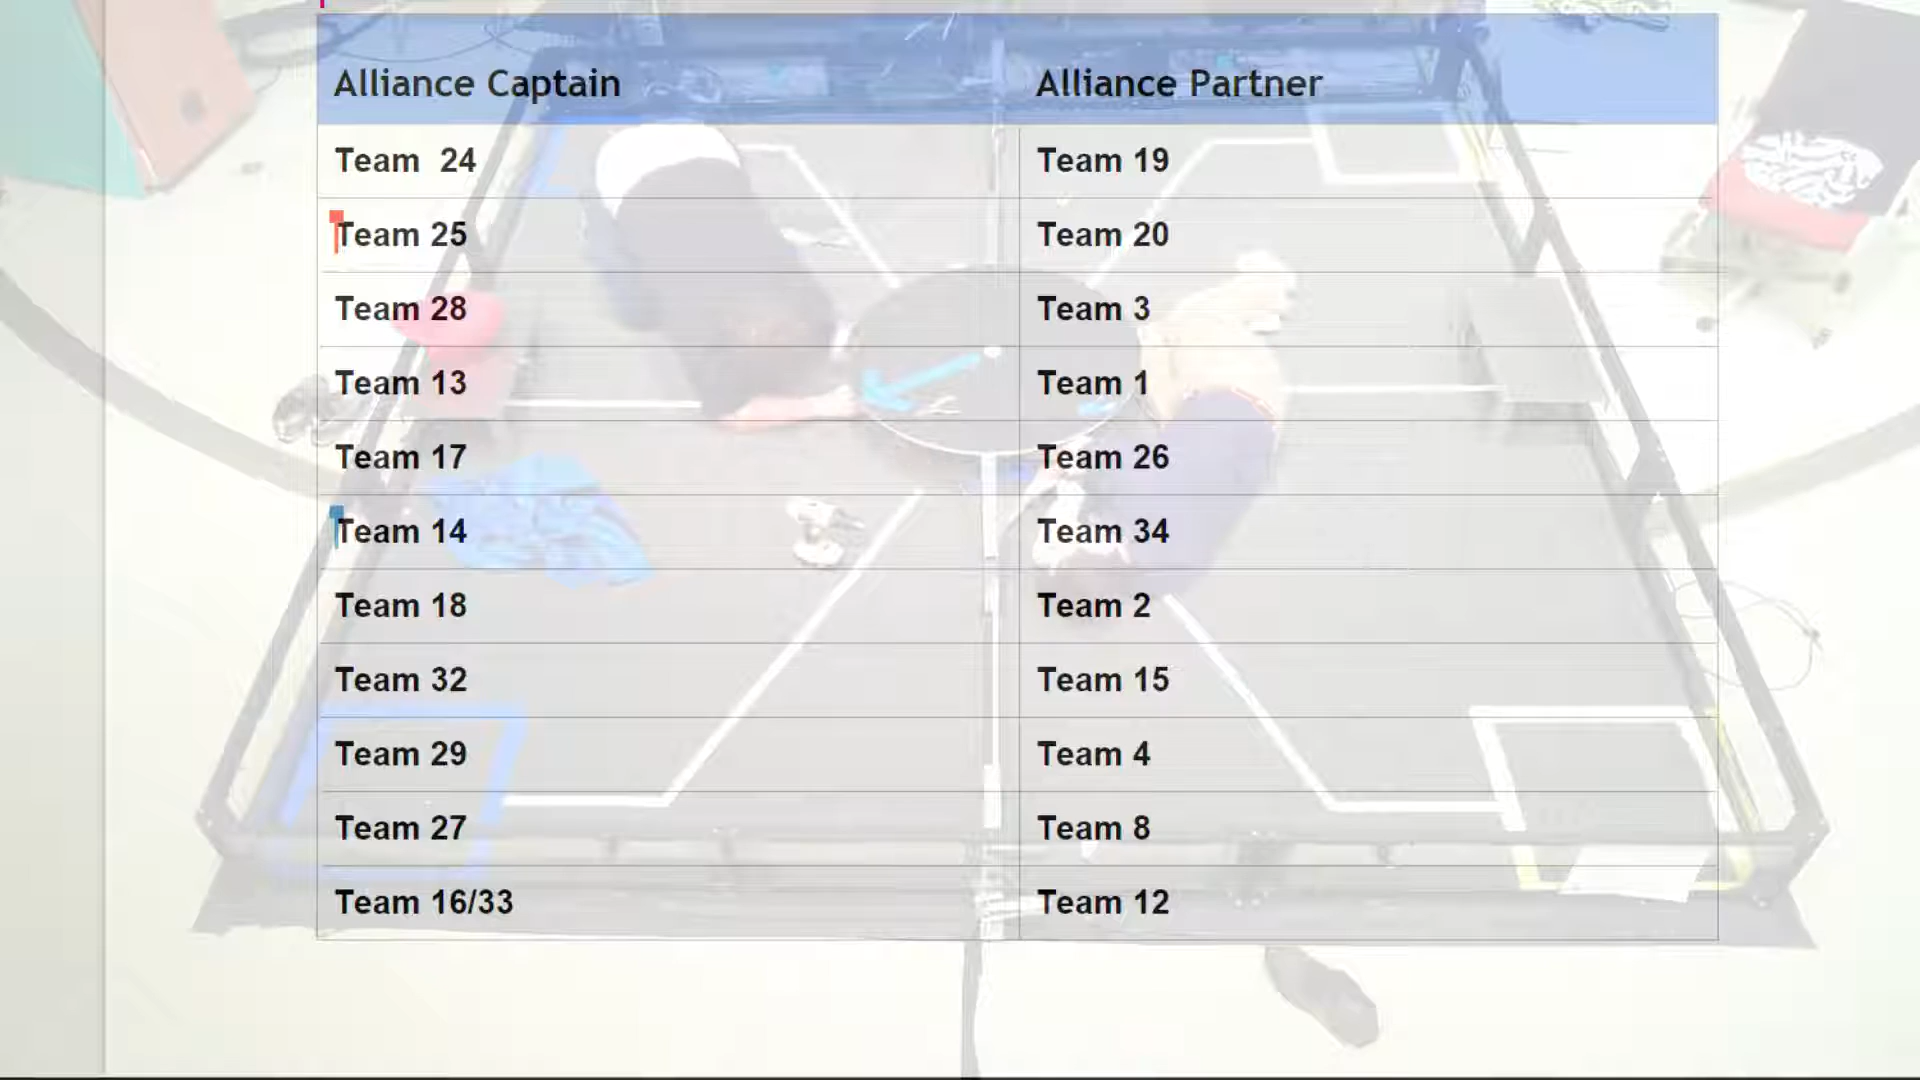 Alliance Captain Alliance Partner
Team 24 Team 19
Team 25 Team 20
Team 28 Team 3
Team 13 Team 1
Team 17 Team 26
Team 14 Team 34
Team 18 Team 2
Team 32 Team 15
Team 29 Team 4
Team 27 Team 8
Team 16/33 Team 12